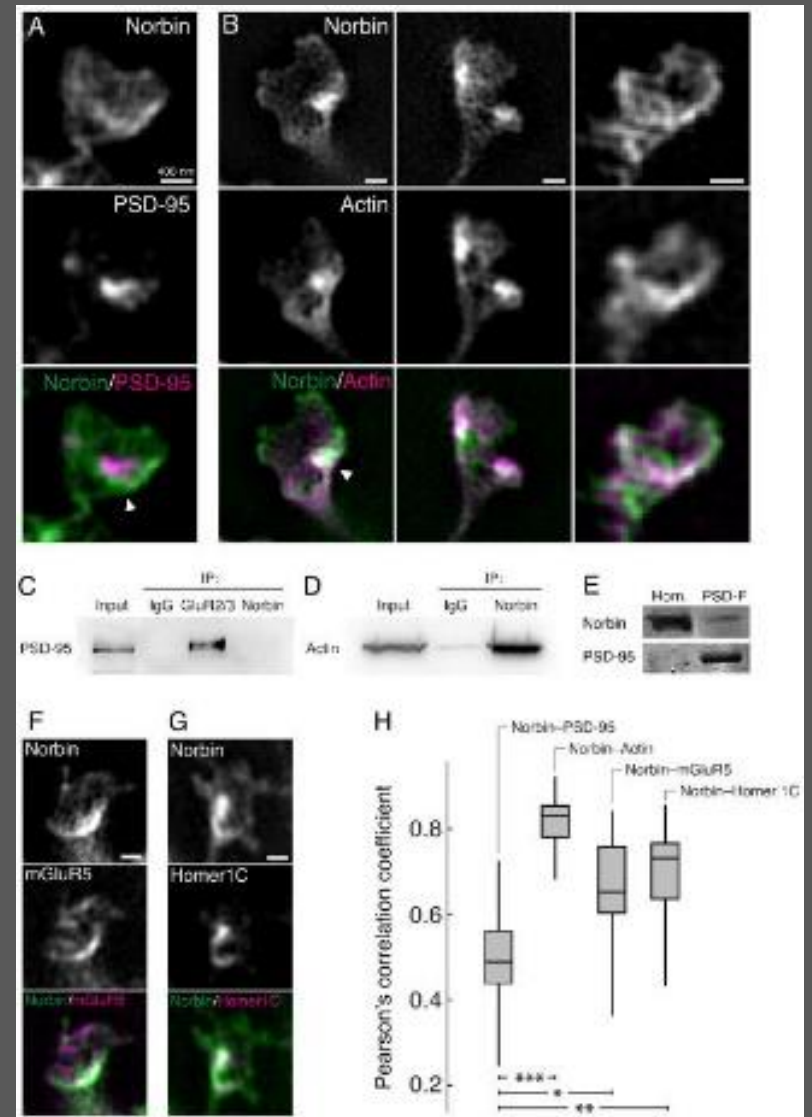 A Norbin B Norbin
400 nm
PSD-95 Actin
Norbin/PSD-95 Norbin/Actin
C IP: D IP: E
Input IgG GluR2/3 Norbin Input IgG Norbin Hom. PSD-F
PSD-95 Actin Norbin
PSD-95
F G H
Norbin Norbin
mGluR5 Homer1C
Norbin/mGluR5 Norbin/Homer1C
Norbin–PSD-95
Norbin–Actin
Norbin–mGluR5
Norbin–Homer 1C
Pearson's correlation coefficient
0.8
0.6
0.4
0.2
***
*
**